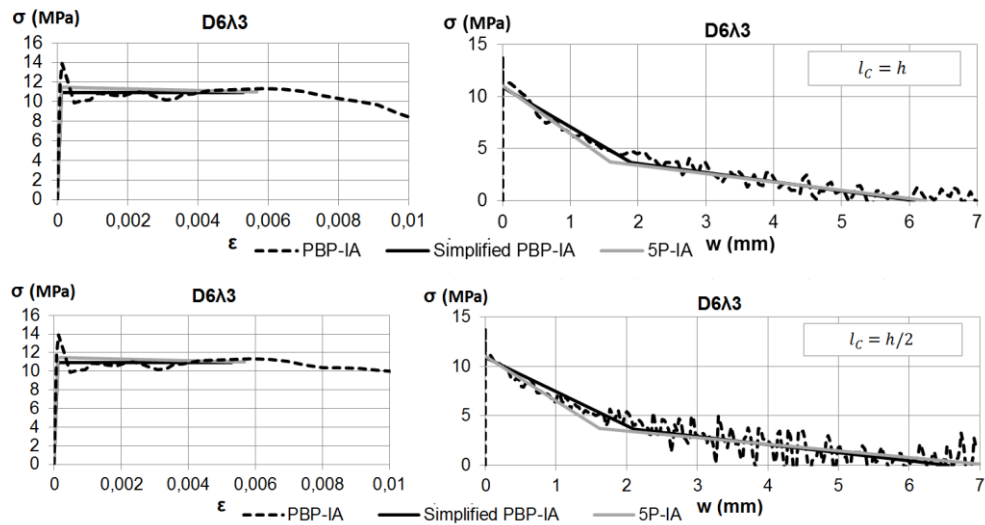 σ (MPa)
D6λ3
16
14
12
10
8
6
4
2
0
0
0,002
0,004
0,006
0,008
0,01
ε
σ (MPa)
D6λ3
15
10
5
0
l_C = h
0
1
2
3
4
5
6
7
w (mm)
PBP-IA
Simplified PBP-IA
5P-IA
σ (MPa)
D6λ3
16
14
12
10
8
6
4
2
0
0
0,002
0,004
0,006
0,008
0,01
ε
σ (MPa)
D6λ3
15
10
5
0
l_C = h/2
0
1
2
3
4
5
6
7
w (mm)
PBP-IA
Simplified PBP-IA
5P-IA